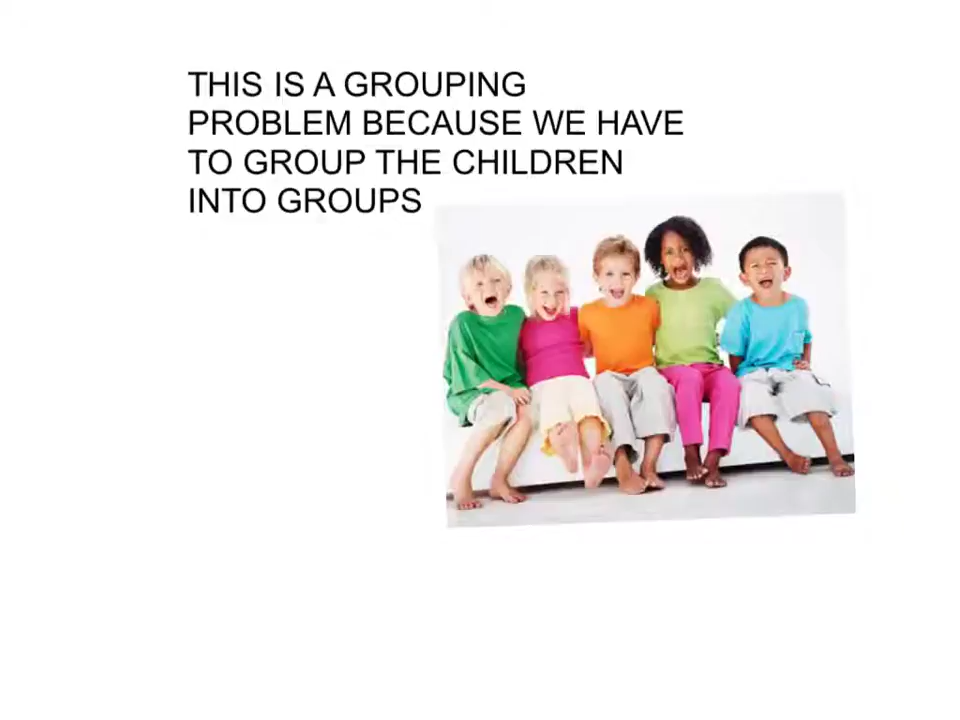 THIS IS A GROUPING
PROBLEM BECAUSE WE HAVE
TO GROUP THE CHILDREN
INTO GROUPS